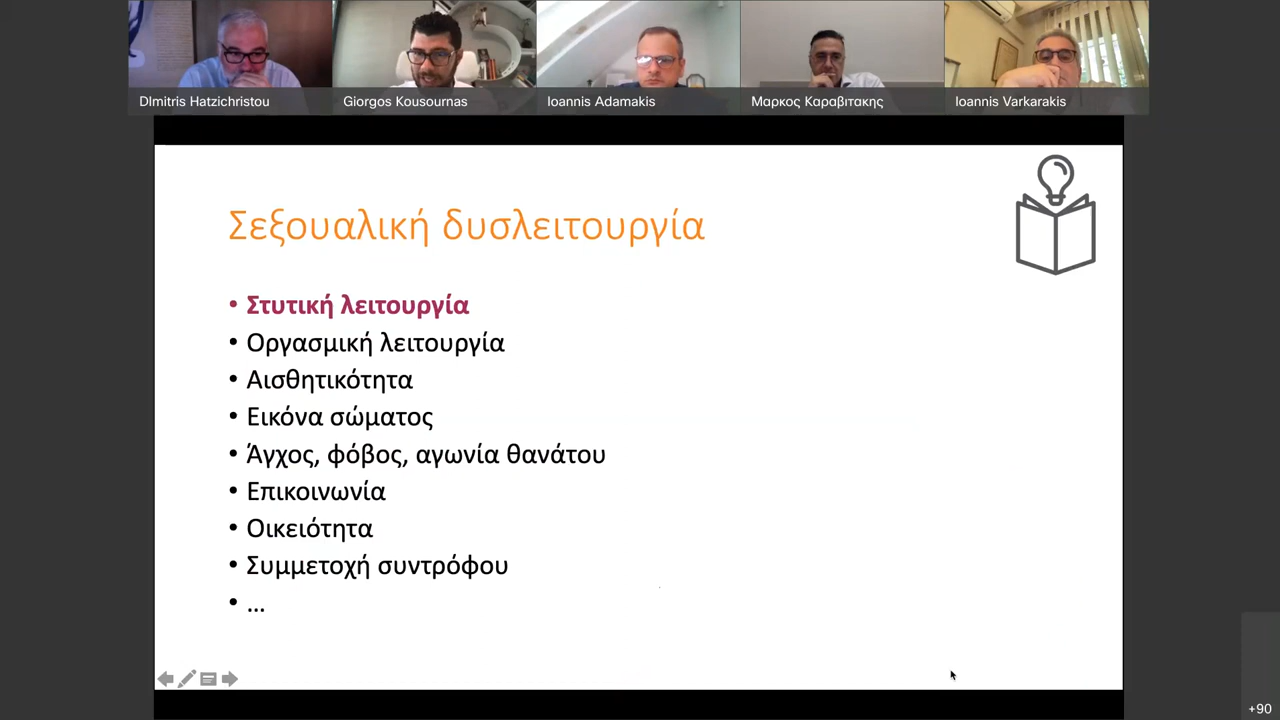 DImitris Hatzichristou
Giorgos Kousournas
Ioannis Adamakis
Μαρκος Καραβιτακης
Ioannis Varkarakis
Σεξουαλική δυσλειτουργία
• Στυτική λειτουργία
• Οργασμική λειτουργία
• Αισθητικότητα
• Εικόνα σώματος
• Άγχος, φόβος, αγωνία θανάτου
• Επικοινωνία
• Οικειότητα
• Συμμετοχή συντρόφου
• ...
+90